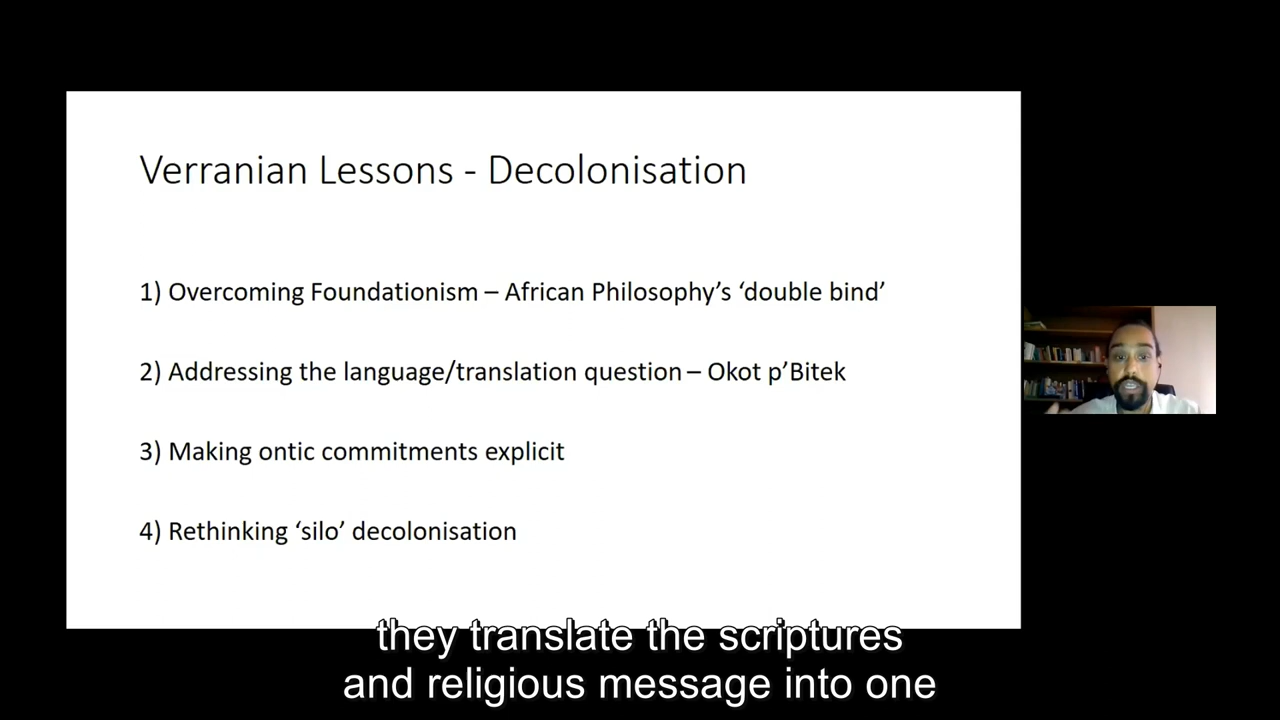 Verranian Lessons - Decolonisation
1) Overcoming Foundationism – African Philosophy’s ‘double bind’
2) Addressing the language/translation question – Okot p’Bitek
3) Making ontic commitments explicit
4) Rethinking ‘silo’ decolonisation
they translate the scriptures
and religious message into one